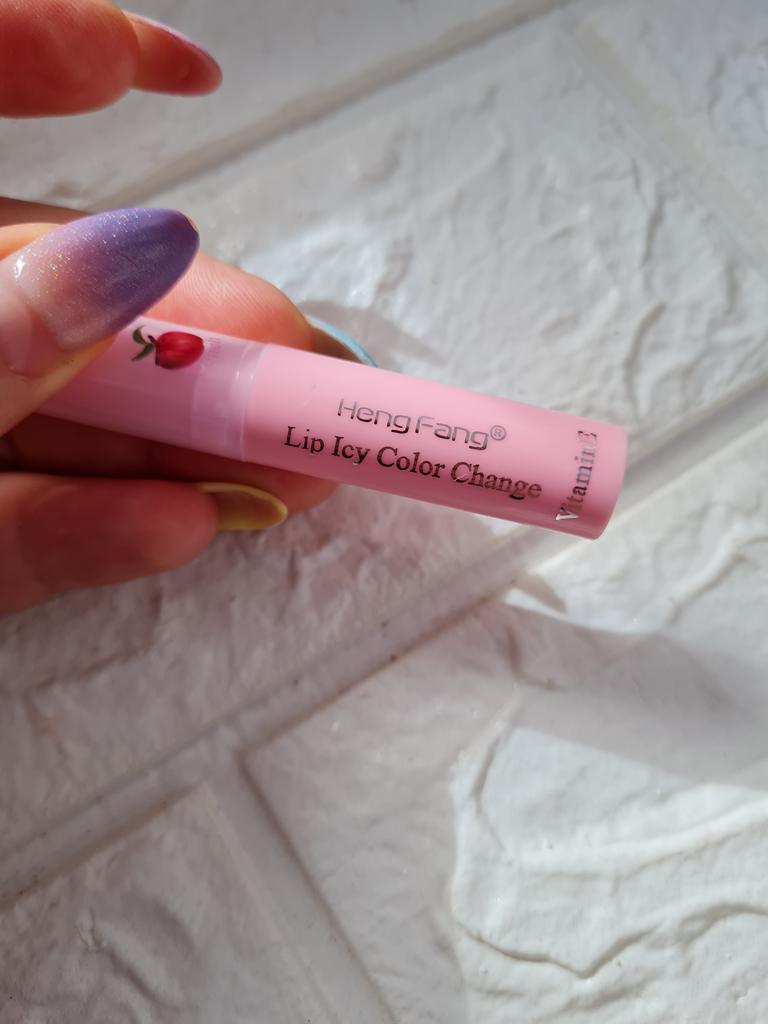 Heng Fang®
Lip Icy Color Change
VitaminE